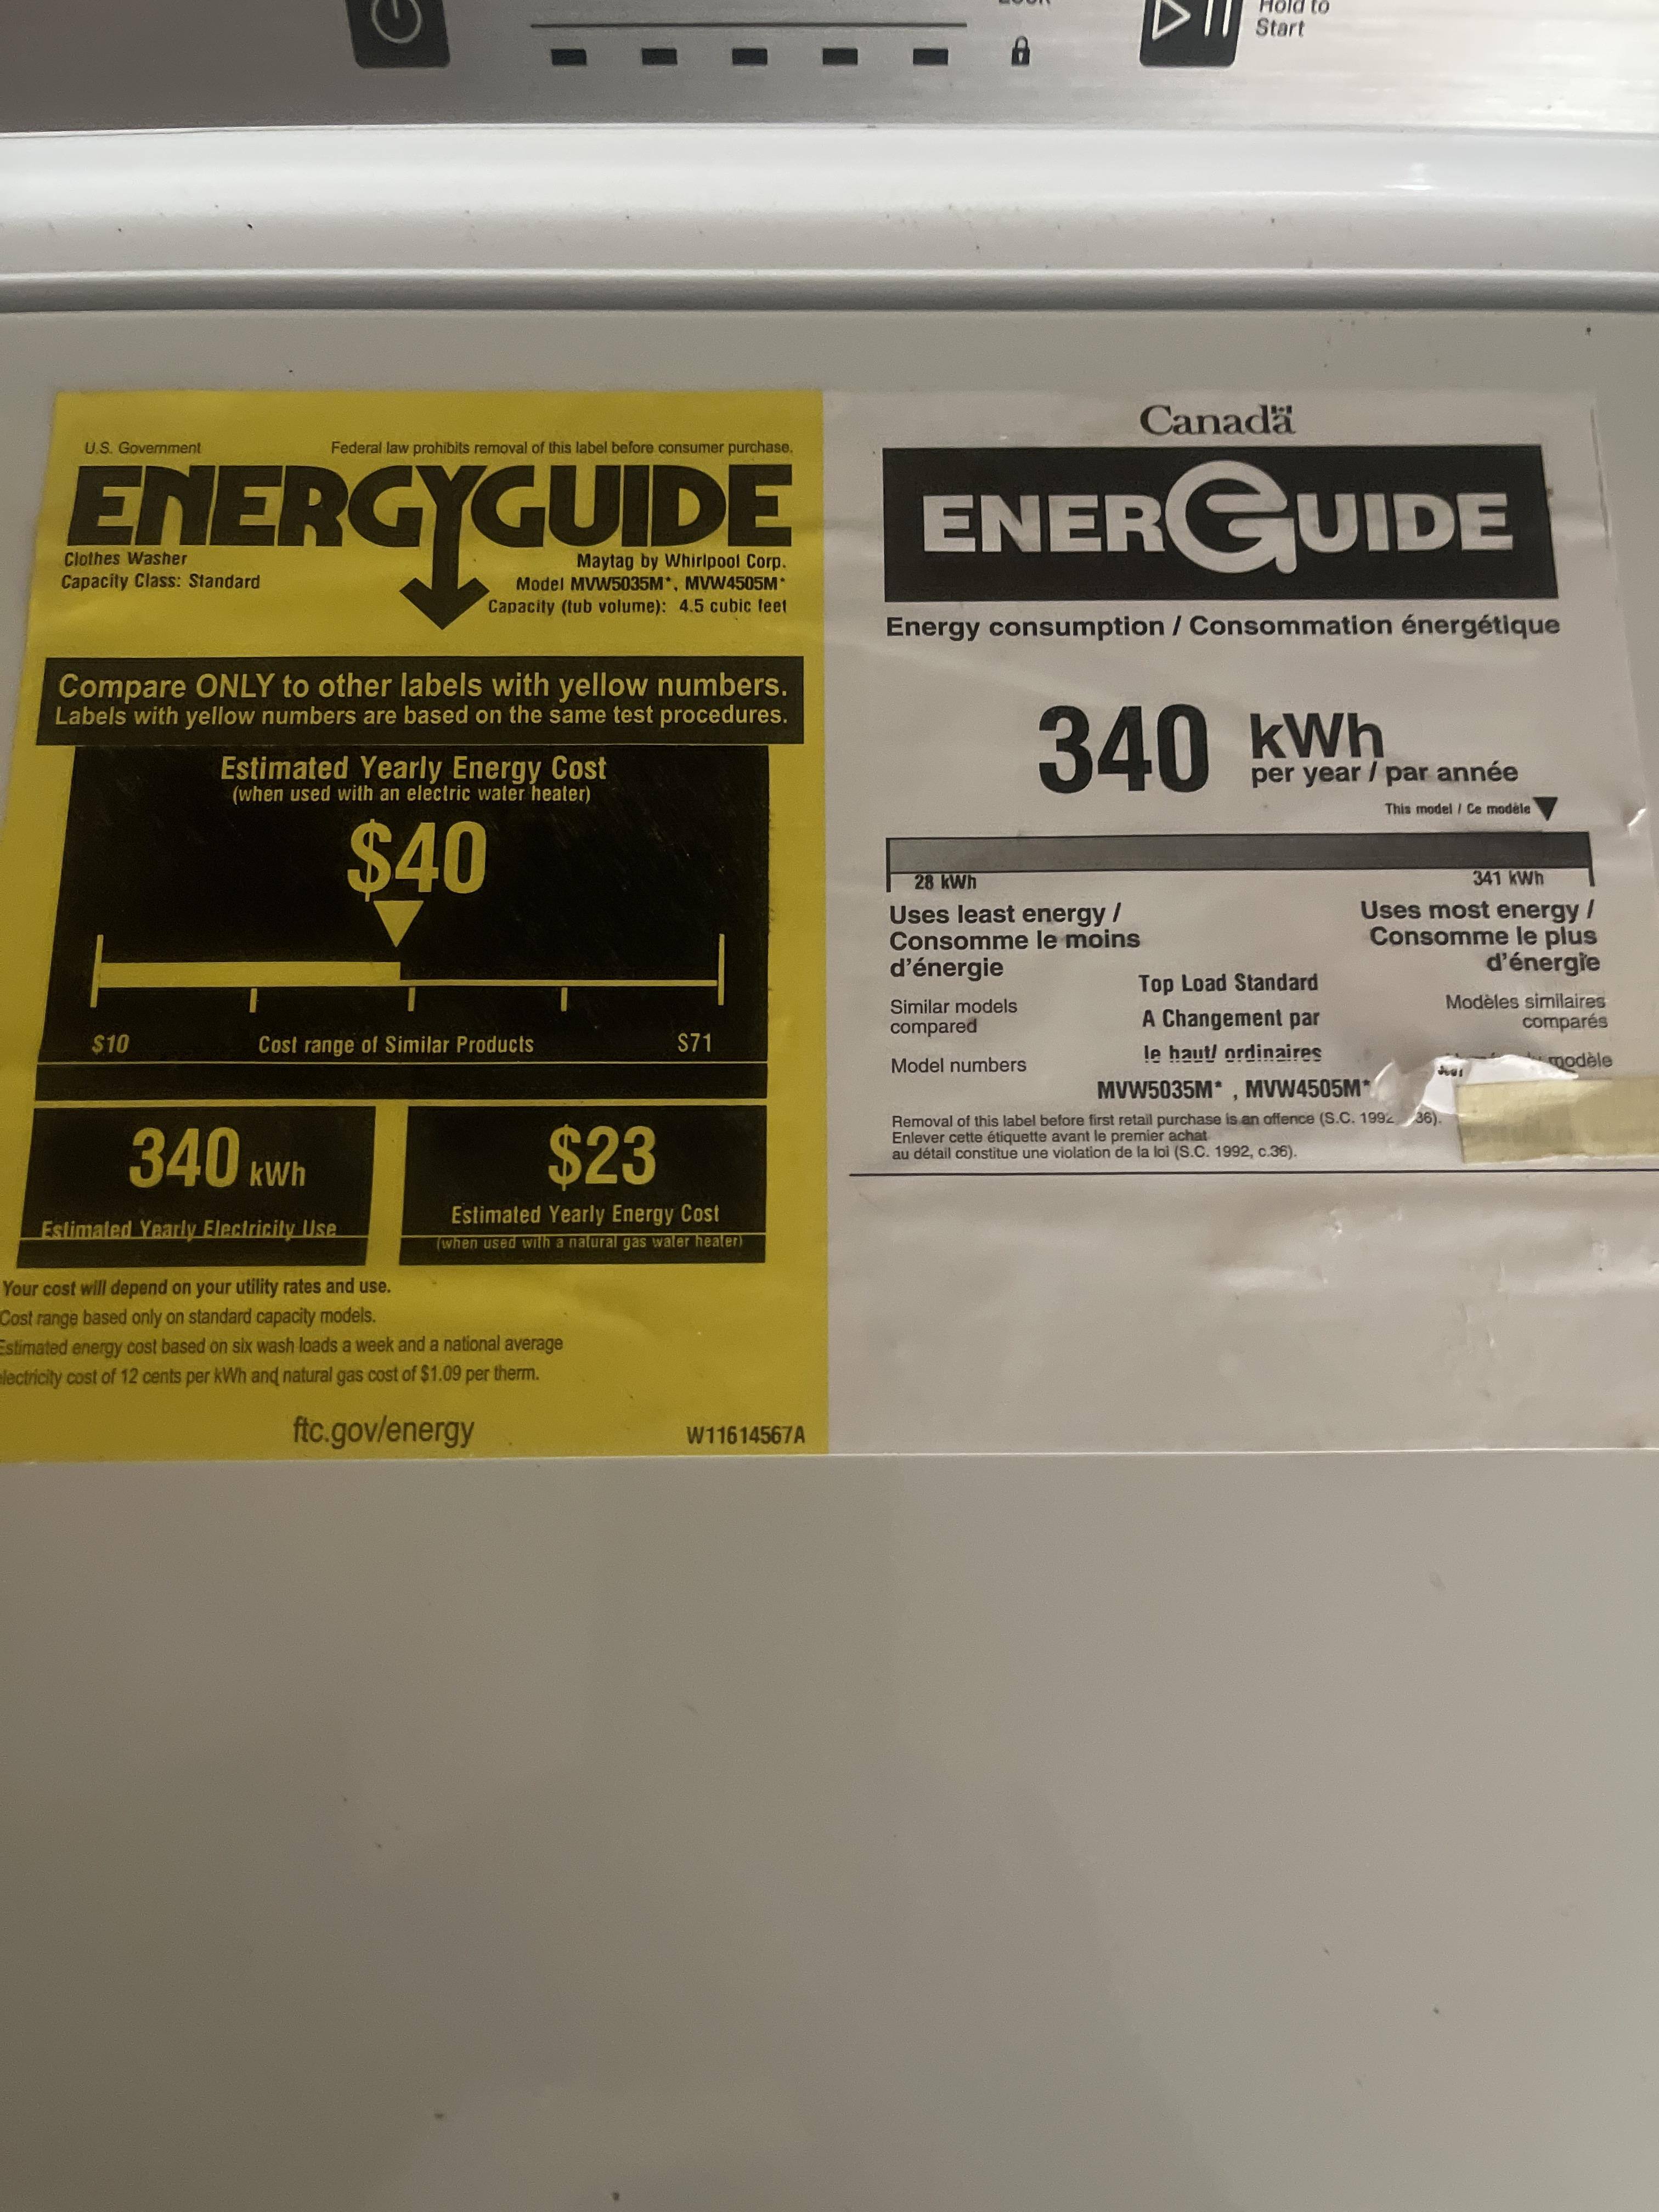 Hold to
Start
U.S. Government Federal law prohibits removal of this label before consumer purchase.
ENERGYGUIDE
Clothes Washer
Capacity Class: Standard
Maytag by Whirlpool Corp.
Model MVW5035M*, MVW4505M*
Capacity (tub volume): 4.5 cubic feet
Compare ONLY to other labels with yellow numbers.
Labels with yellow numbers are based on the same test procedures.
Estimated Yearly Energy Cost
(when used with an electric water heater)
$40
$10 Cost range of Similar Products $71
340 kWh
Estimated Yearly Electricity Use
$23
Estimated Yearly Energy Cost
(when used with a natural gas water heater)
Your cost will depend on your utility rates and use.
Cost range based only on standard capacity models.
Estimated energy cost based on six wash loads a week and a national average
lectricity cost of 12 cents per kWh and natural gas cost of $1.09 per therm.
ftc.gov/energy
W11614567A
Canada
ENERGUIDE
Energy consumption / Consommation énergétique
340 kWh
per year / par année
This model / Ce modèle
28 kWh 341 kWh
Uses least energy /
Consomme le moins
d'énergie
Uses most energy /
Consomme le plus
d'énergie
Similar models
compared
Top Load Standard
A Changement par
le haut/ ordinaires
Modèles similaires
comparés
Model numbers
modèle
MVW5035M* , MVW4505M*
Removal of this label before first retail purchase is an offence (S.C. 1992 36).
Enlever cette étiquette avant le premier achat
au détail constitue une violation de la loi (S.C. 1992, c.36).